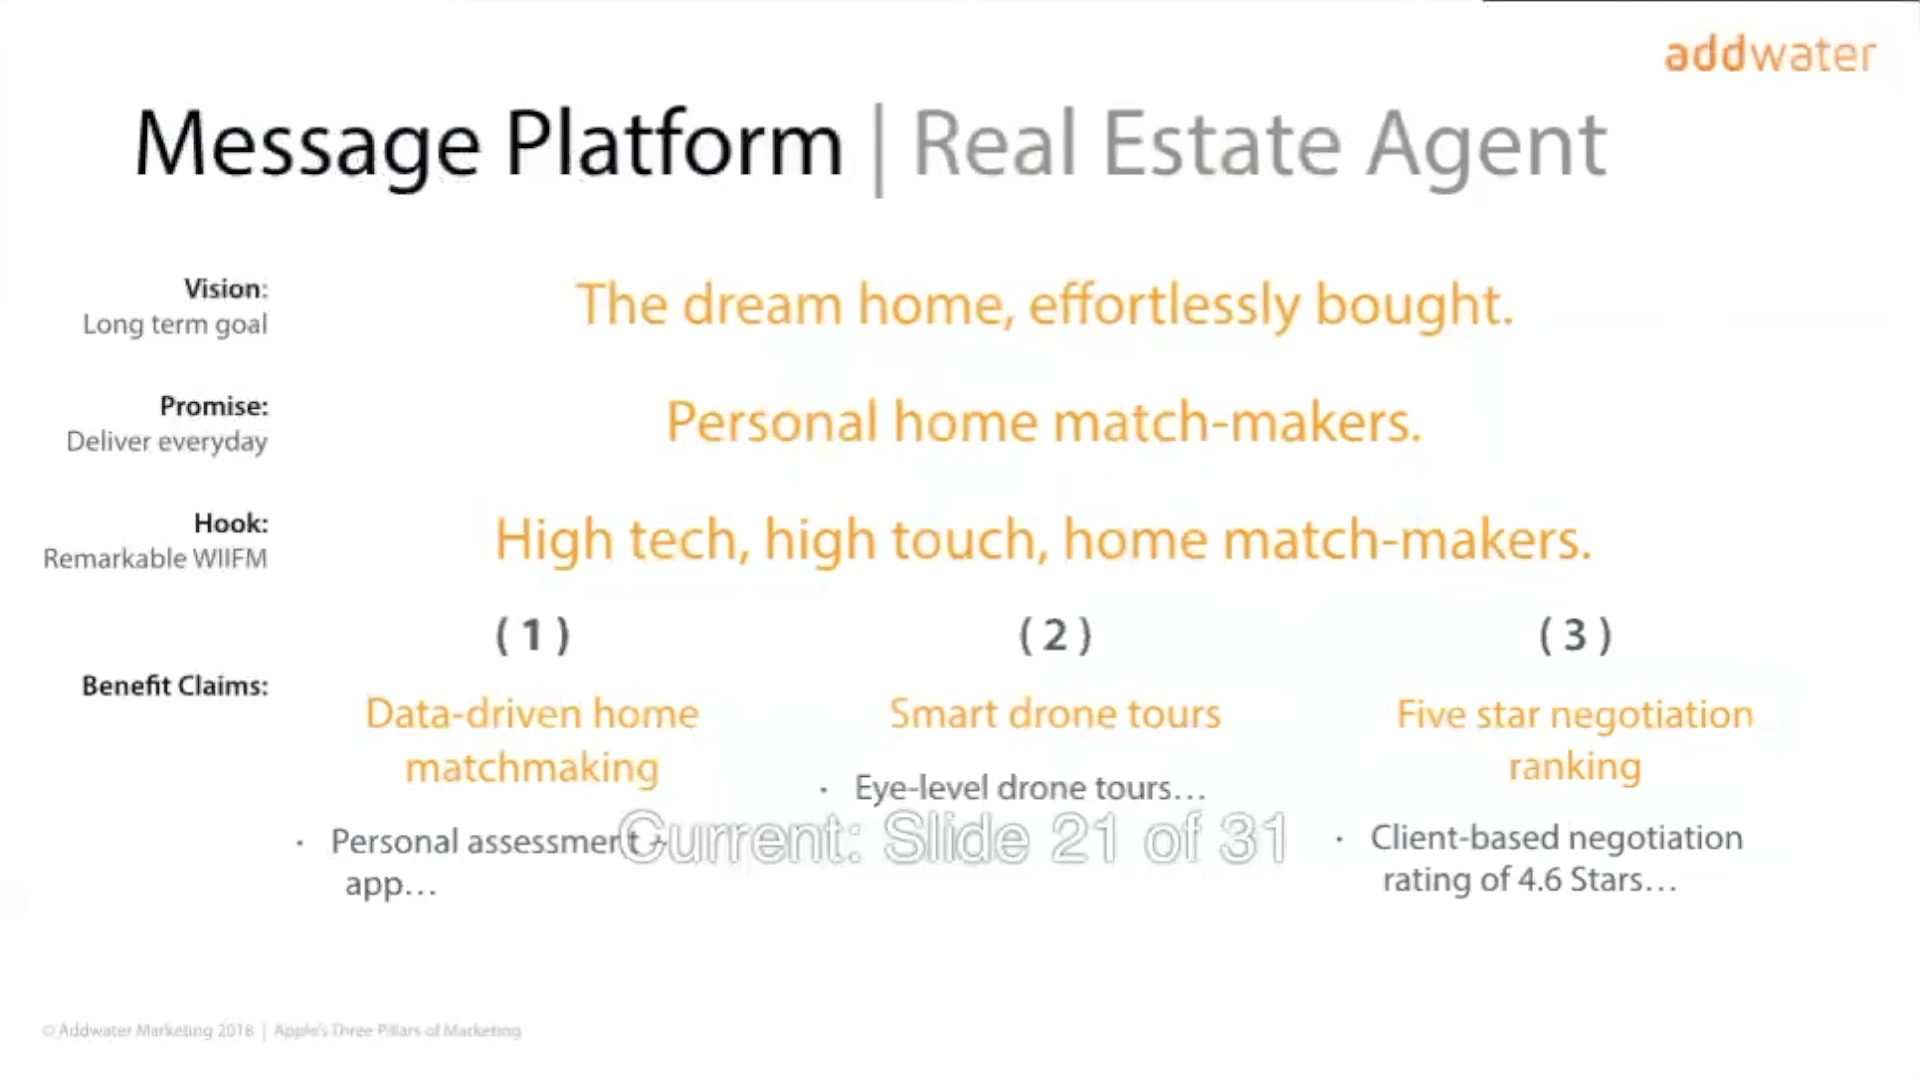 addwater
Message Platform | Real Estate Agent
Vision:
Long term goal
The dream home, effortlessly bought.
Promise:
Deliver everyday
Personal home match-makers.
Hook:
Remarkable WIIFM
High tech, high touch, home match-makers.
(1)
(2)
(3)
Benefit Claims:
Data-driven home
matchmaking
· Personal assessment +
app...
Smart drone tours
· Eye-level drone tours...
Five star negotiation
ranking
· Client-based negotiation
rating of 4.6 Stars...
Current: Slide 21 of 31
© Addwater Marketing 2018 | Apple's Three Pillars of Marketing